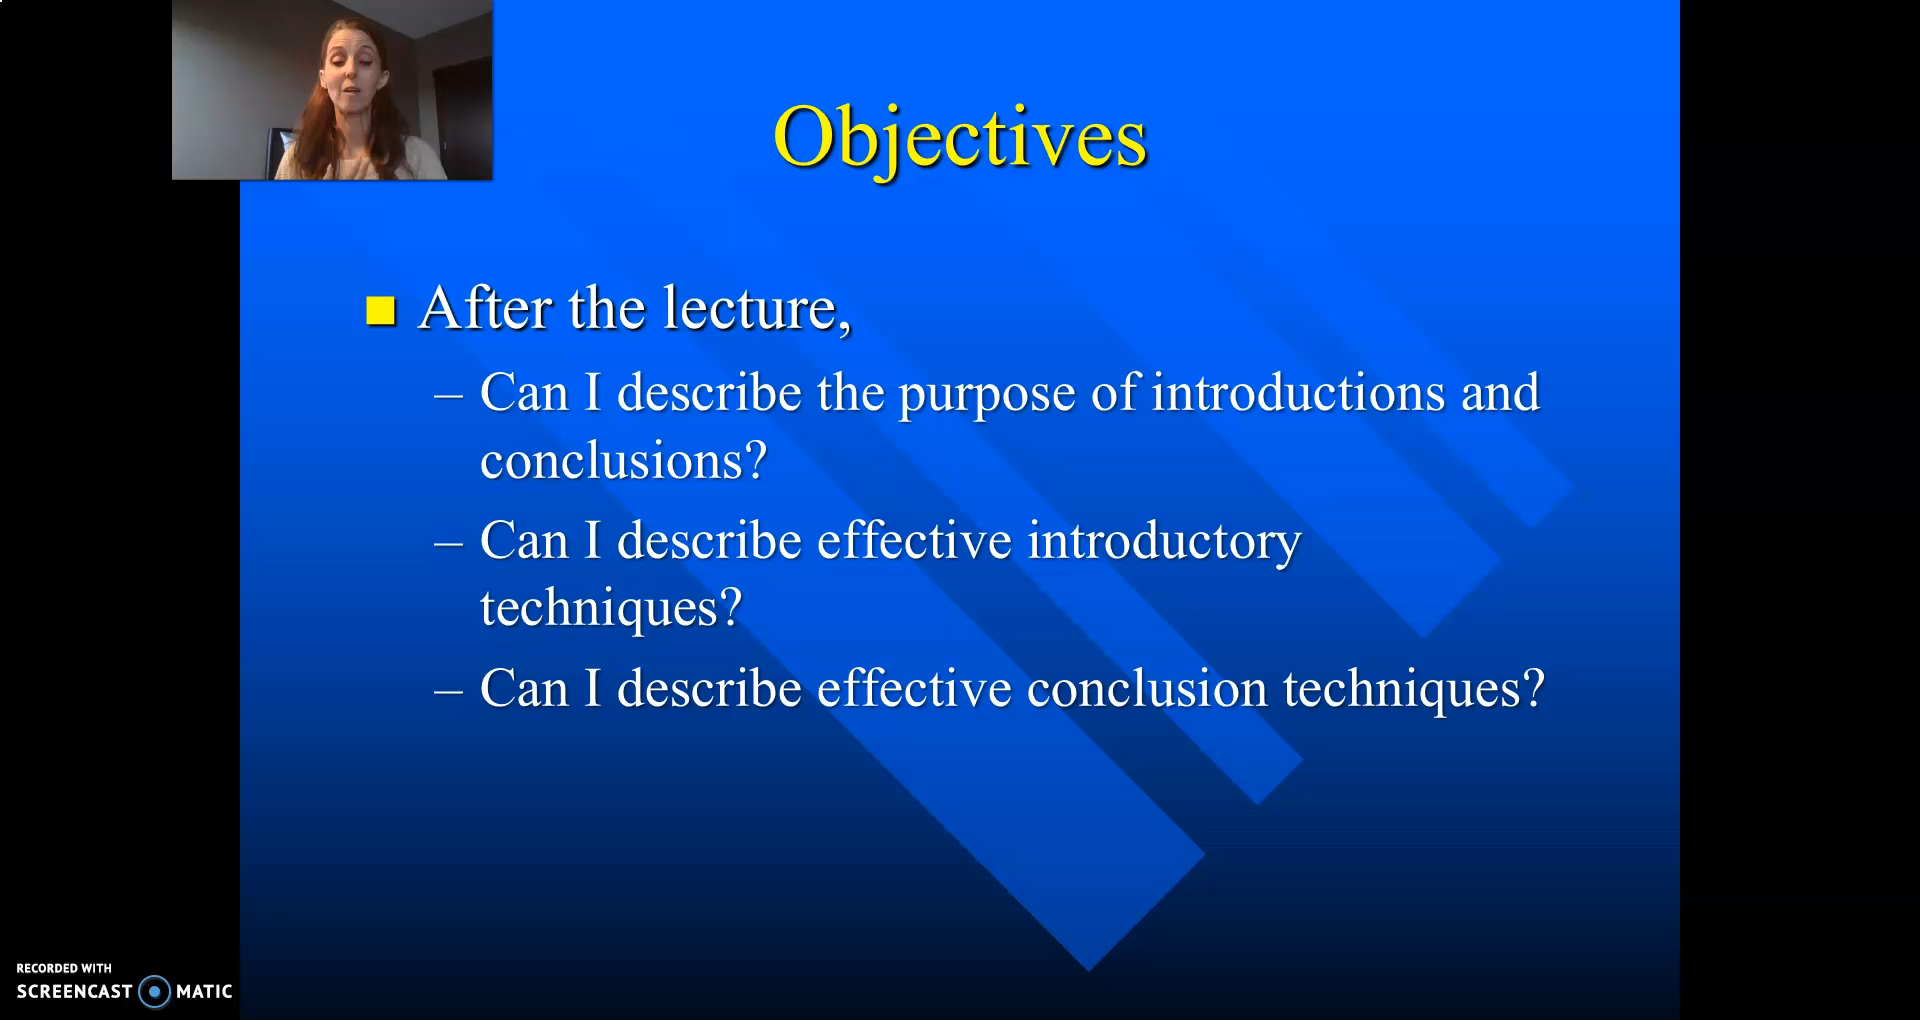 Objectives
After the lecture,
– Can I describe the purpose of introductions and
conclusions?
– Can I describe effective introductory
techniques?
– Can I describe effective conclusion techniques?
RECORDED WITH
SCREENCAST MATIC